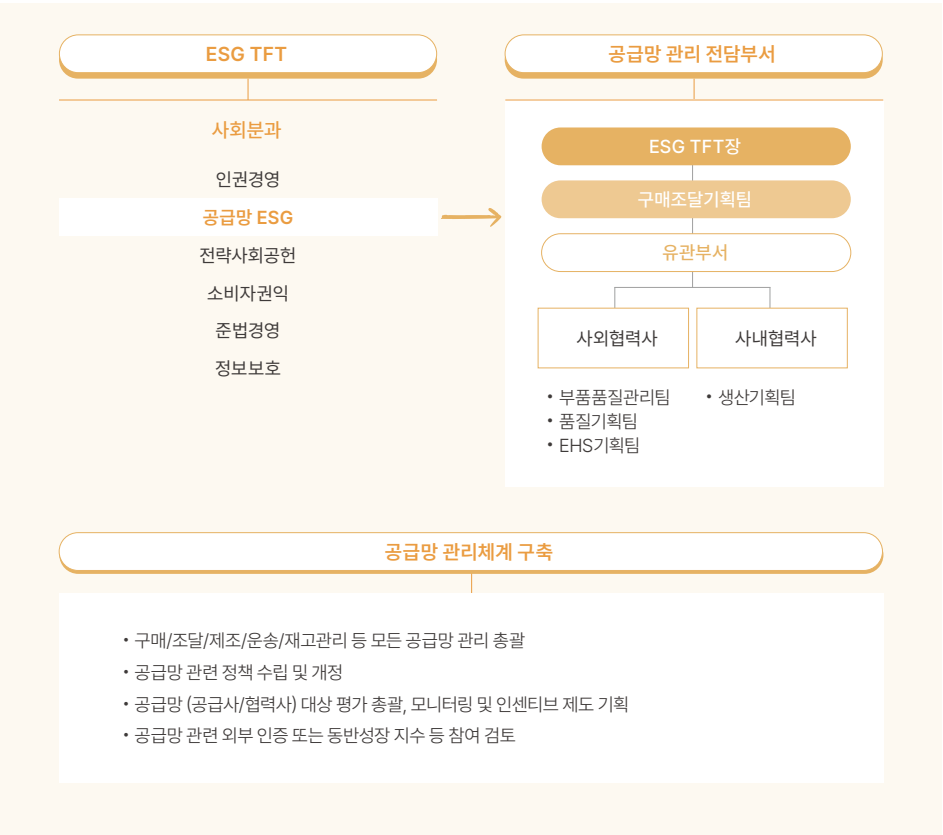 ESG TFT
사회분과
인권경영
공급망 ESG
전략사회공헌
소비자권익
준법경영
정보보호
공급망 관리 전담부서
ESG TFT장
구매조달기획팀
유관부서
사외협력사
• 부품품질관리팀
• 품질기획팀
• EHS기획팀
사내협력사
• 생산기획팀
공급망 관리체계 구축
• 구매/조달/제조/운송/재고관리 등 모든 공급망 관리 총괄
• 공급망 관련 정책 수립 및 개정
• 공급망 (공급사/협력사) 대상 평가 총괄, 모니터링 및 인센티브 제도 기획
• 공급망 관련 외부 인증 또는 동반성장 지수 등 참여 검토